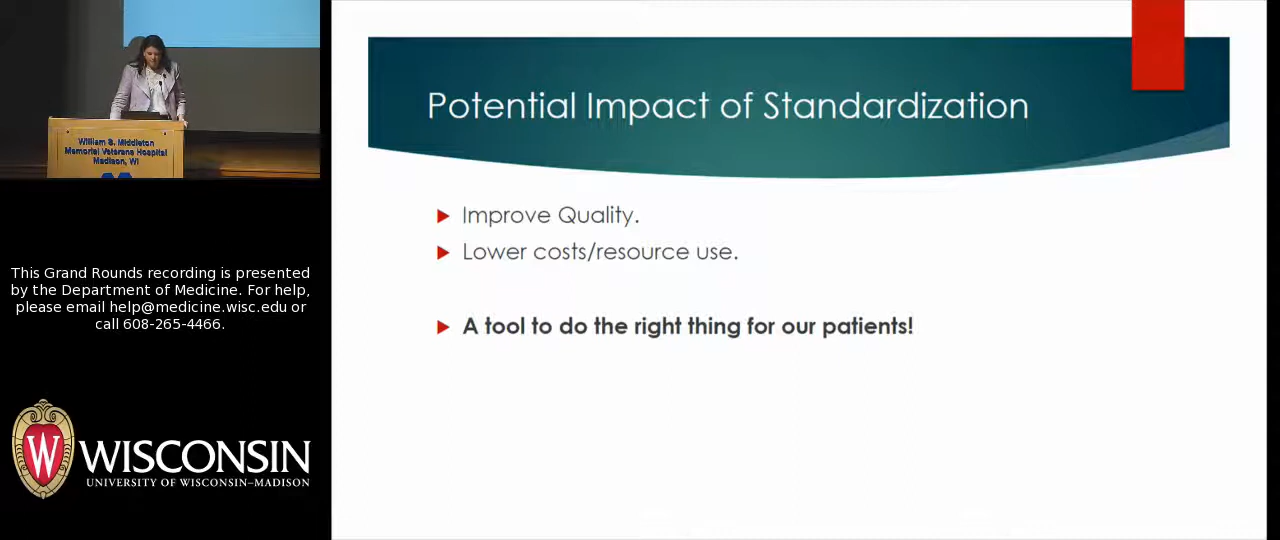 William S. Middleton
Memorial Veterans Hospital
Madison, WI
This Grand Rounds recording is presented
by the Department of Medicine. For help,
please email help@medicine.wisc.edu or
call 608-265-4466.
W
WISCONSIN
UNIVERSITY OF WISCONSIN–MADISON
Potential Impact of Standardization
Improve Quality.
Lower costs/resource use.
A tool to do the right thing for our patients!